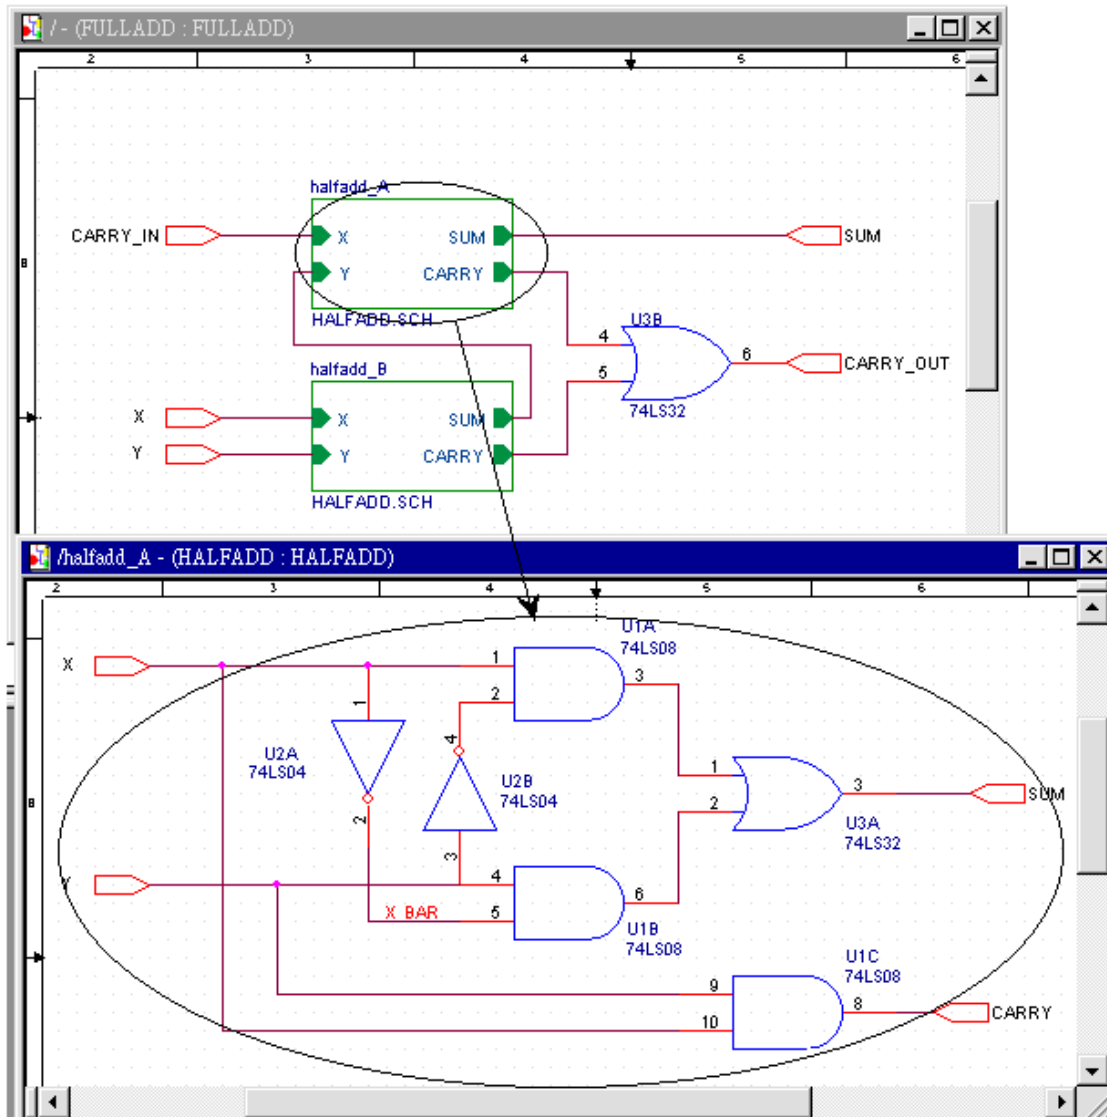 / - (FULLADD : FULLADD)
2 3 4 5 6
B
halfadd_A
CARRY_IN X SUM SUM
Y CARRY
HALFADD.SCH
U3B
4
5
6 CARRY_OUT
74LS32
halfadd_B
X X SUM
Y Y CARRY
HALFADD.SCH
/halfadd_A - (HALFADD : HALFADD)
2 3 4 5 6
B
U1A
74LS08
X 1
2
3
1
U2A
74LS04
2
4
U2B
74LS04
3
1
2
3 SUM
U3A
74LS32
Y 4
X_BAR 5
6
U1B
74LS08
U1C
74LS08
9
10
8 CARRY